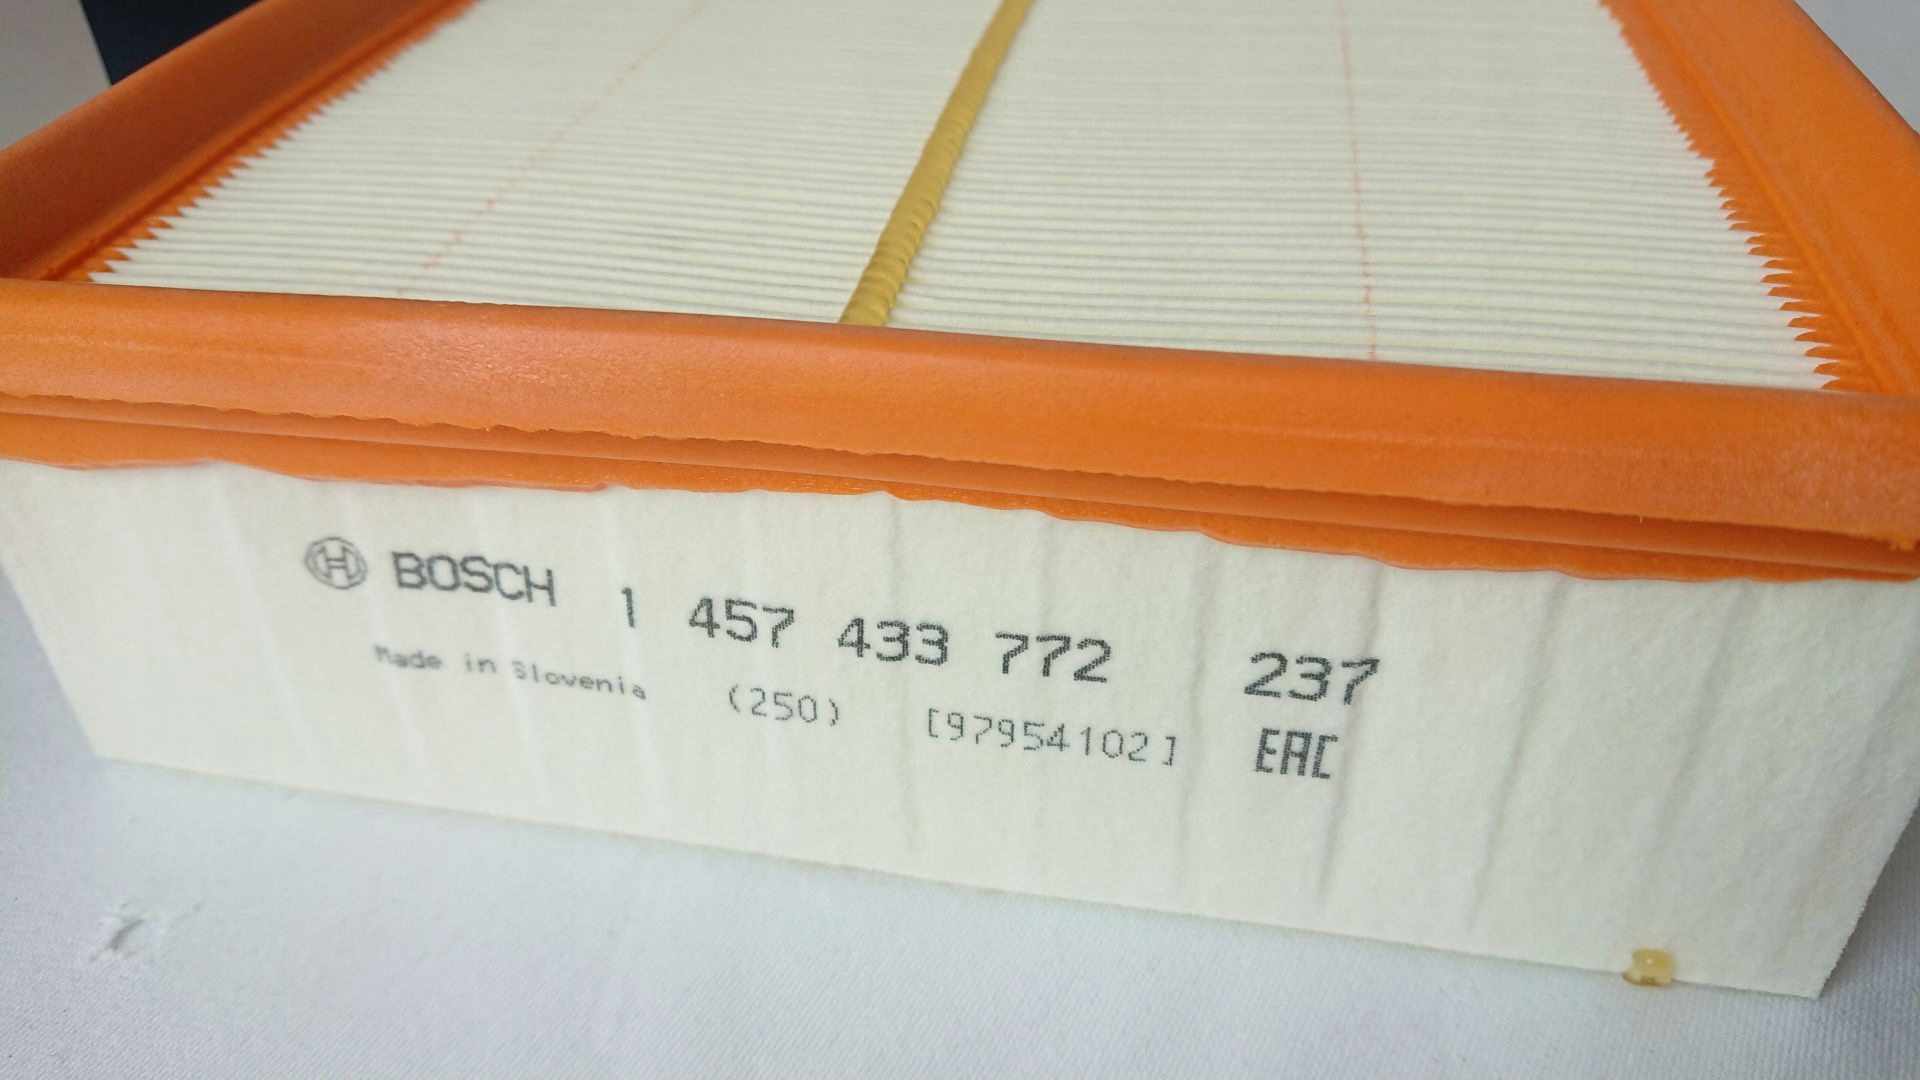 BOSCH 1 457 433 772 237
Made in Slovenia (250) [97954102] EAC